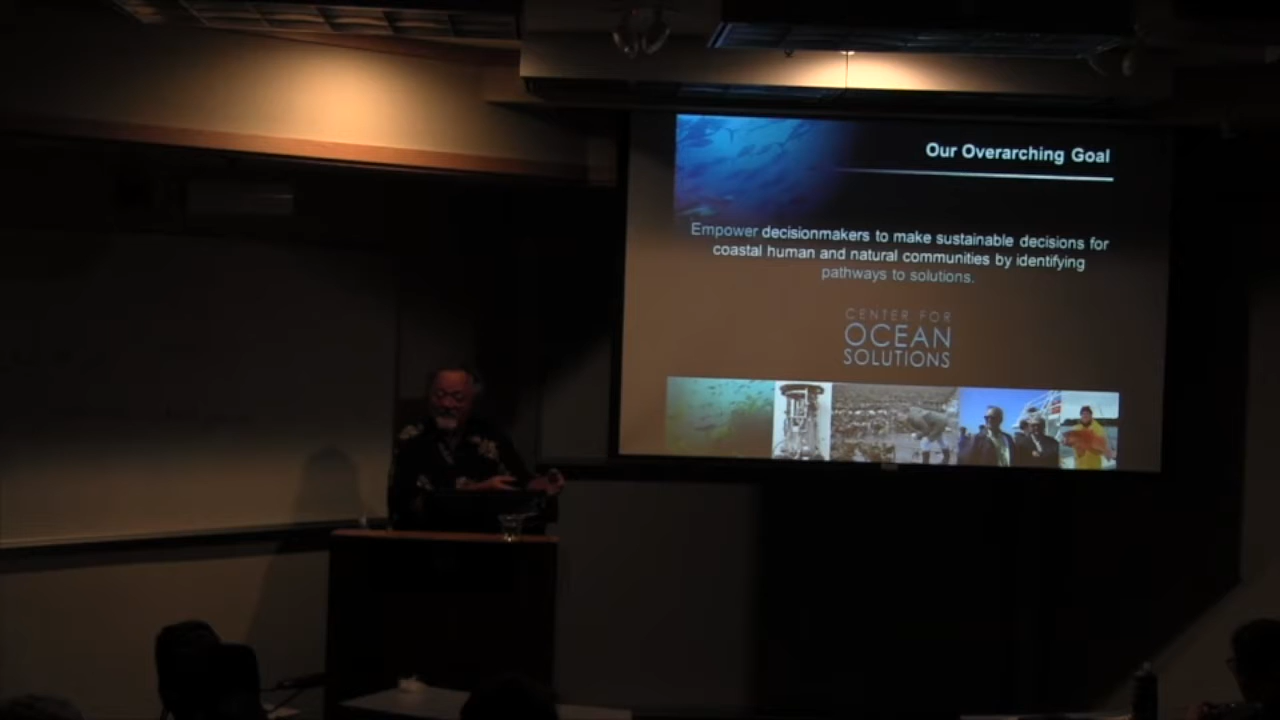 Our Overarching Goal
Empower decisionmakers to make sustainable decisions for
coastal human and natural communities by identifying
pathways to solutions.
CENTER FOR
OCEAN
SOLUTIONS